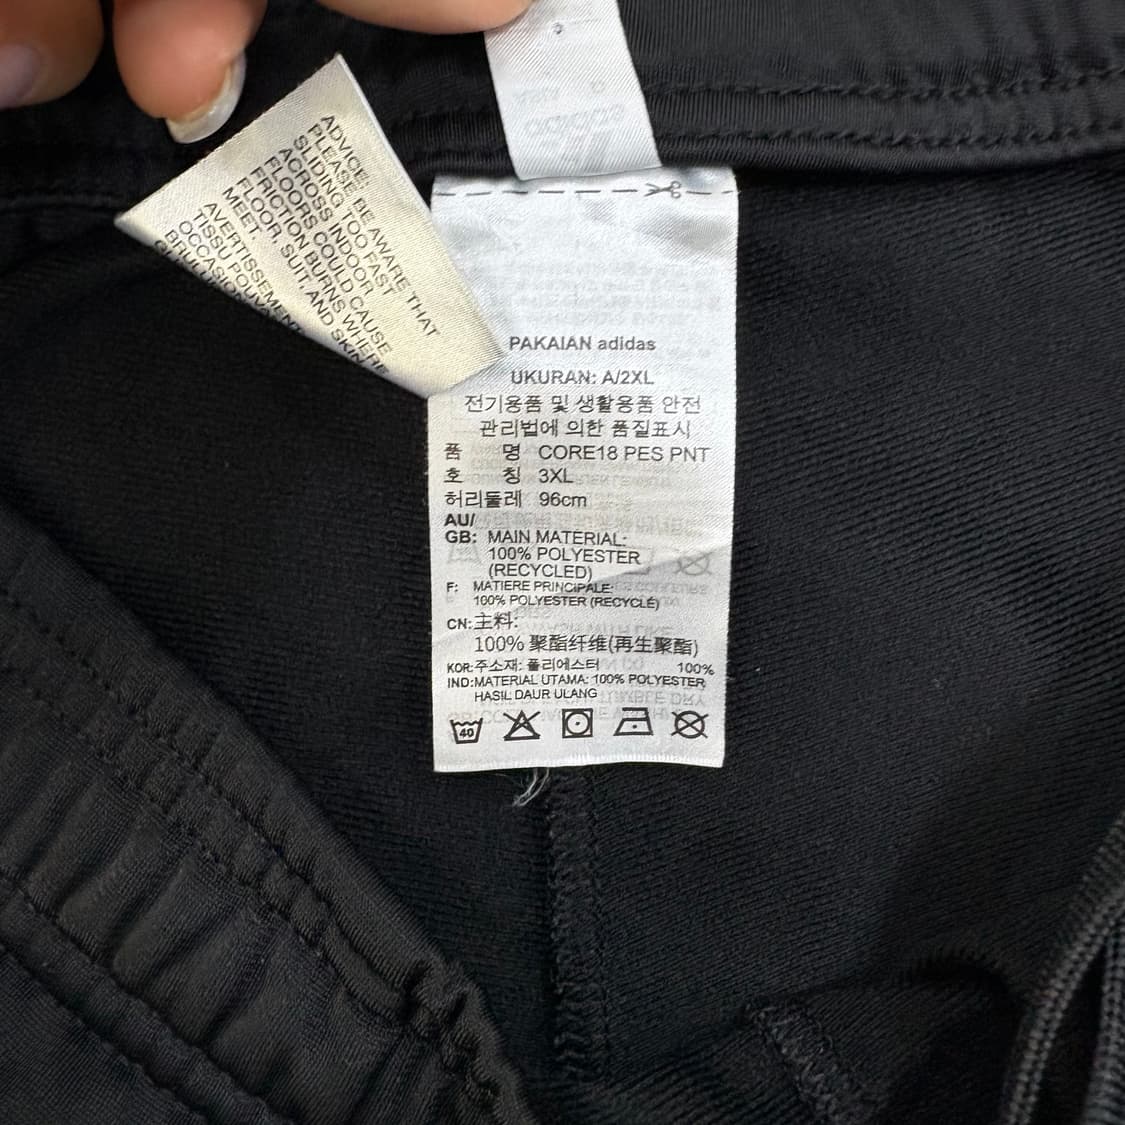 ADVICE:
PLEASE BE AWARE THAT
SLIDING TOO FAST
ACROSS INDOOR
FLOORS COULD CAUSE
FRICTION BURNS WHERE
FLOOR, SUIT, AND SKIN
MEET.
AVERTISSEMENT
TISSU POUVANT
OCCASION
PAKAIAN adidas
UKURAN: A/2XL
전기용품 및 생활용품 안전
관리법에 의한 품질표시
품 명 CORE18 PES PNT
호 칭 3XL
허리둘레 96cm
AU/
GB: MAIN MATERIAL:
100% POLYESTER
(RECYCLED)
F: MATIERE PRINCIPALE:
100% POLYESTER (RECYCLÉ)
CN: 主料:
100% 聚酯纤维(再生聚酯)
KOR: 주소재: 폴리에스터 100%
IND: MATERIAL UTAMA: 100% POLYESTER
HASIL DAUR ULANG
40